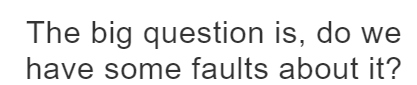 The big question is, do we
have some faults about it?